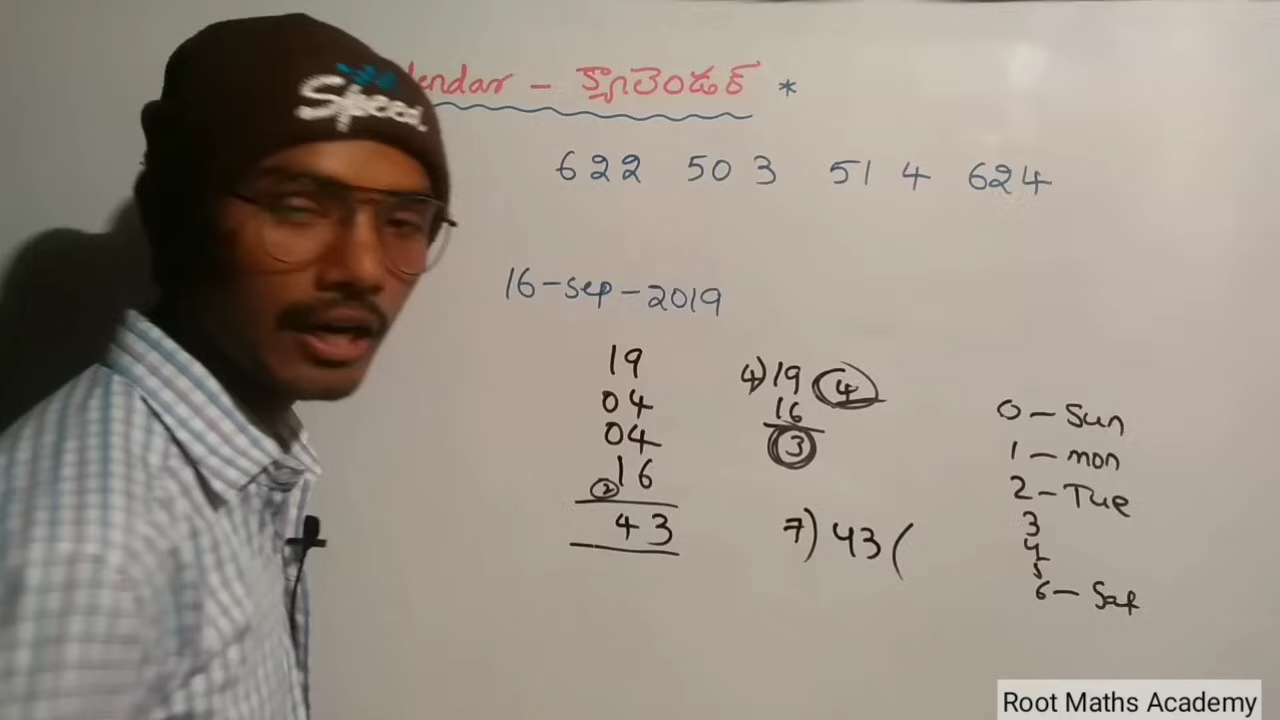 Speed
lendar - క్యాలెండర్ *
622 503 514 624
16-Sep-2019
19
04
04
16
2
43
4)19 4
16
3
7)43(
0-Sun
1-mon
2-Tue
3
4
5
6-Sat
Root Maths Academy